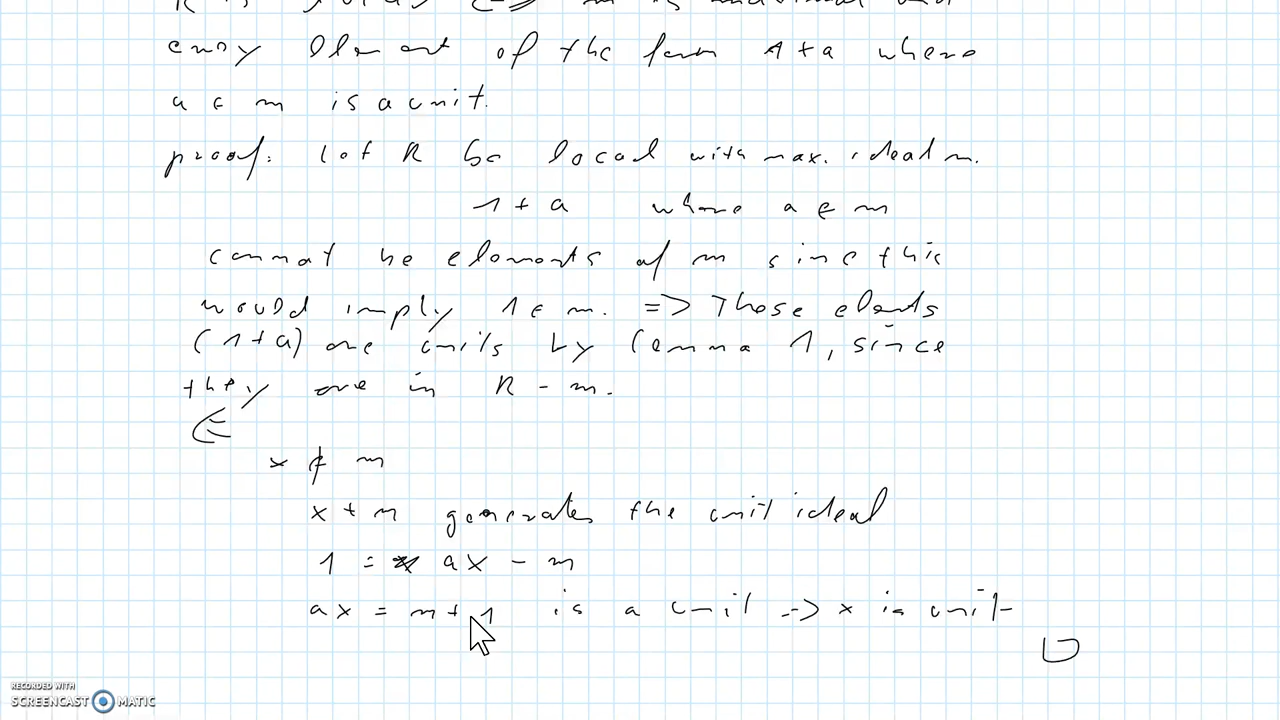 every element of the form 1 + a where
a ∈ m is a unit.
proof: Let R be local with max. ideal m.
1 + a where a ∈ m
cannot be elements of m since this
would imply 1 ∈ m. => These elents
(1 + a) are units by Lemma 1, since
they are in R - m.
⇐
x ∉ m
x + m generates the unit ideal
1 = ax - m
ax = m + 1 is a unit -> x is unit
RECORDED WITH
SCREENCAST MATIC